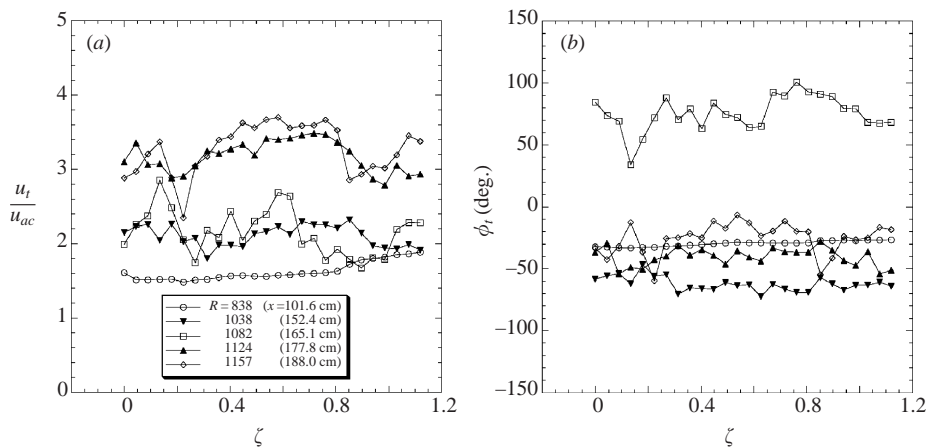 (a)
5
4
3
2
1
0
u_t
u_ac
0
0.4
0.8
1.2
ζ
R = 838 (x = 101.6 cm)
1038 (152.4 cm)
1082 (165.1 cm)
1124 (177.8 cm)
1157 (188.0 cm)
(b)
150
100
50
0
−50
−100
−150
ϕ_t (deg.)
0
0.4
0.8
1.2
ζ